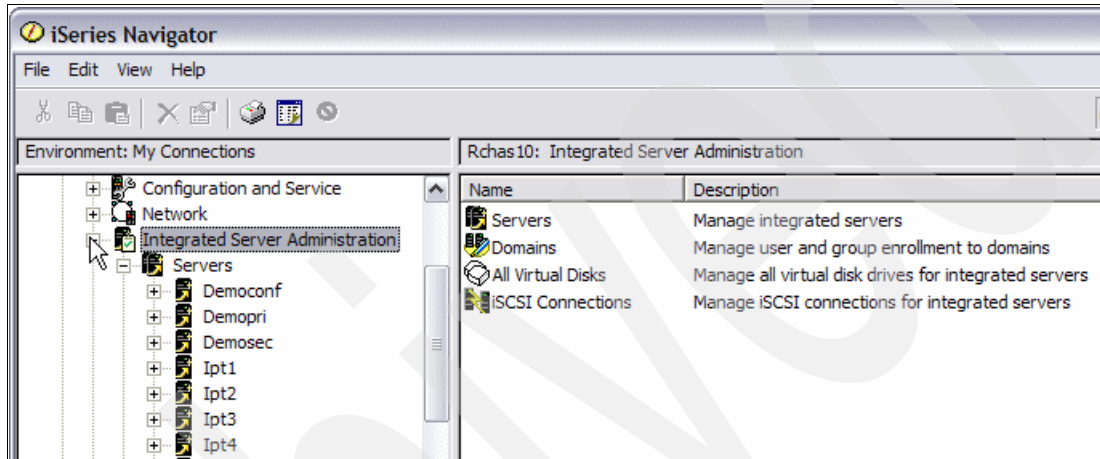 iSeries Navigator
File Edit View Help
Environment: My Connections
Rchas10: Integrated Server Administration
Configuration and Service
Network
Integrated Server Administration
Servers
Democonf
Demopri
Demosec
Ipt1
Ipt2
Ipt3
Ipt4
Name Description
Servers Manage integrated servers
Domains Manage user and group enrollment to domains
All Virtual Disks Manage all virtual disk drives for integrated servers
iSCSI Connections Manage iSCSI connections for integrated servers